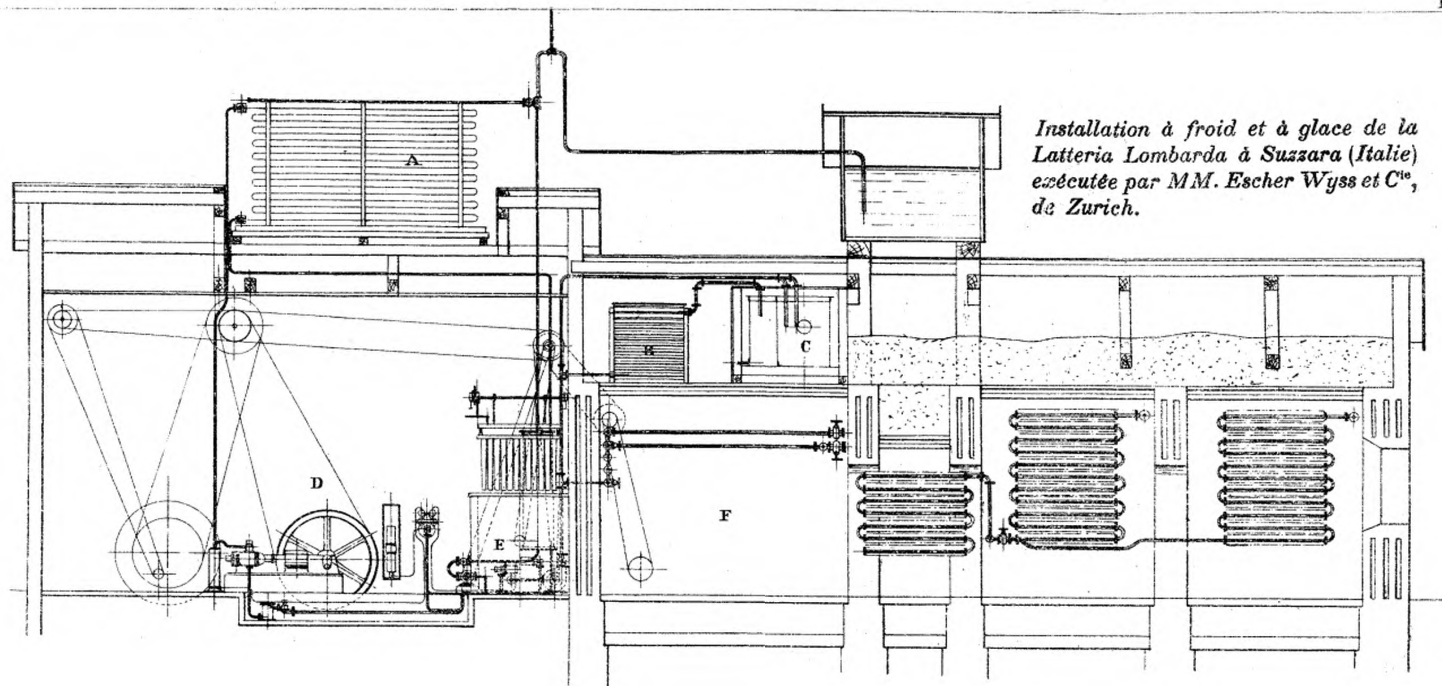 Installation à froid et à glace de la
Latteria Lombarda à Suzzara (Italie)
exécutée par MM. Escher Wyss et Cie,
de Zurich.
A
B
C
D
E
F